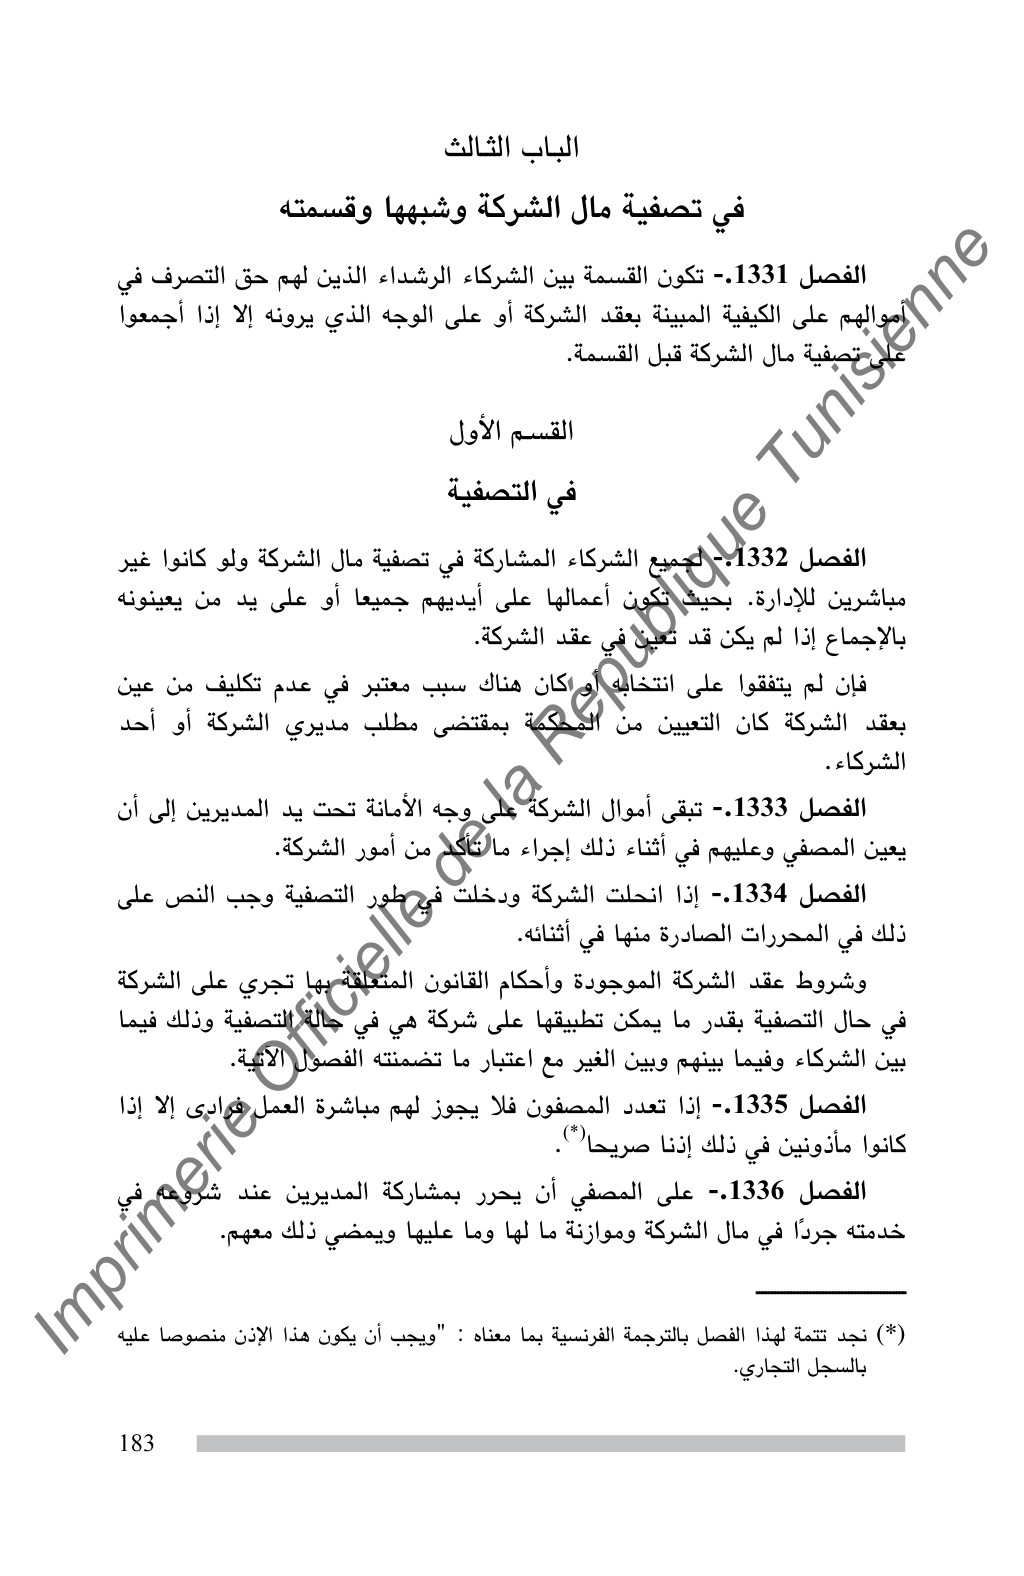 الباب الثالث
في تصفية مال الشركة وشبهها وقسمته
الفصل 1331.- تكون القسمة بين الشركاء الرشداء الذين لهم حق التصرف في
أموالهم على الكيفية المبينة بعقد الشركة أو على الوجه الذي يرونه إلا إذا أجمعوا
على تصفية مال الشركة قبل القسمة.
القسم الأول
في التصفية
الفصل 1332.- لجميع الشركاء المشاركة في تصفية مال الشركة ولو كانوا غير
مباشرين للإدارة. بحيث تكون أعمالها على أيديهم جميعا أو على يد من يعينونه
بالإجماع إذا لم يكن قد تعين في عقد الشركة.
فإن لم يتفقوا على انتخابه أو كان هناك سبب معتبر في عدم تكليف من عين
بعقد الشركة كان التعيين من المحكمة بمقتضى مطلب مديري الشركة أو أحد
الشركاء.
الفصل 1333.- تبقى أموال الشركة على وجه الأمانة تحت يد المديرين إلى أن
يعين المصفي وعليهم في أثناء ذلك إجراء ما تأكد من أمور الشركة.
الفصل 1334.- إذا انحلت الشركة ودخلت في طور التصفية وجب النص على
ذلك في المحررات الصادرة منها في أثنائه.
وشروط عقد الشركة الموجودة وأحكام القانون المتعلقة بها تجري على الشركة
في حال التصفية بقدر ما يمكن تطبيقها على شركة هي في حالة التصفية وذلك فيما
بين الشركاء وفيما بينهم وبين الغير مع اعتبار ما تضمنته الفصول الآتية.
الفصل 1335.- إذا تعدد المصفون فلا يجوز لهم مباشرة العمل فرادى إلا إذا
كانوا مأذونين في ذلك إذنا صريحا(*).
الفصل 1336.- على المصفي أن يحرر بمشاركة المديرين عند شروعه في
خدمته جردًا في مال الشركة وموازنة ما لها وما عليها ويمضي ذلك معهم.
(*) نجد تتمة لهذا الفصل بالترجمة الفرنسية بما معناه : "ويجب أن يكون هذا الإذن منصوصا عليه
بالسجل التجاري.
183
Imprimerie Officielle de la République Tunisienne